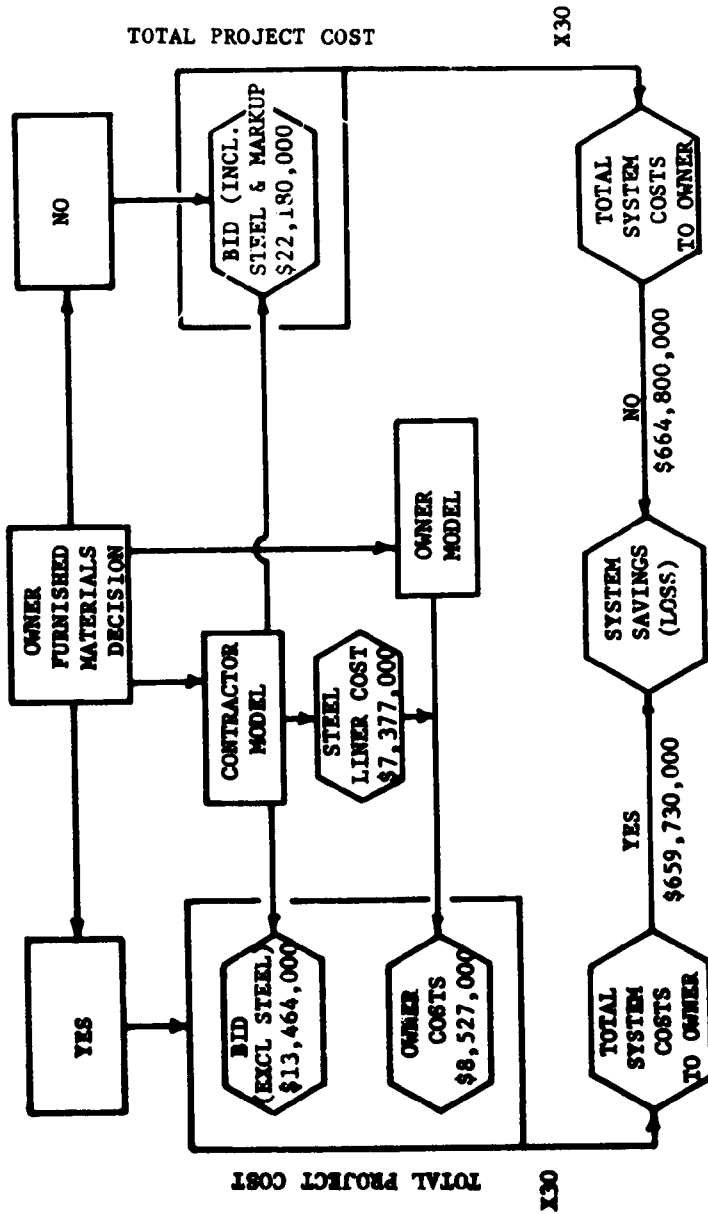 OWNER
FURNISHED
MATERIALS
DECISION
YES
NO
TOTAL PROJECT COST
BID
(EXCL STEEL)
$13,464,000
CONTRACTOR
MODEL
BID (INCL.
STEEL & MARKUP
$22,180,000
TOTAL PROJECT COST
STEEL
LINER COST
$7,377,000
OWNER
COSTS
$8,527,000
OWNER
MODEL
X30
X30
TOTAL
SYSTEM
COSTS
TO OWNER
YES
$659,730,000
SYSTEM
SAVINGS
(LOSS)
NO
$664,800,000
TOTAL
SYSTEM
COSTS
TO OWNER